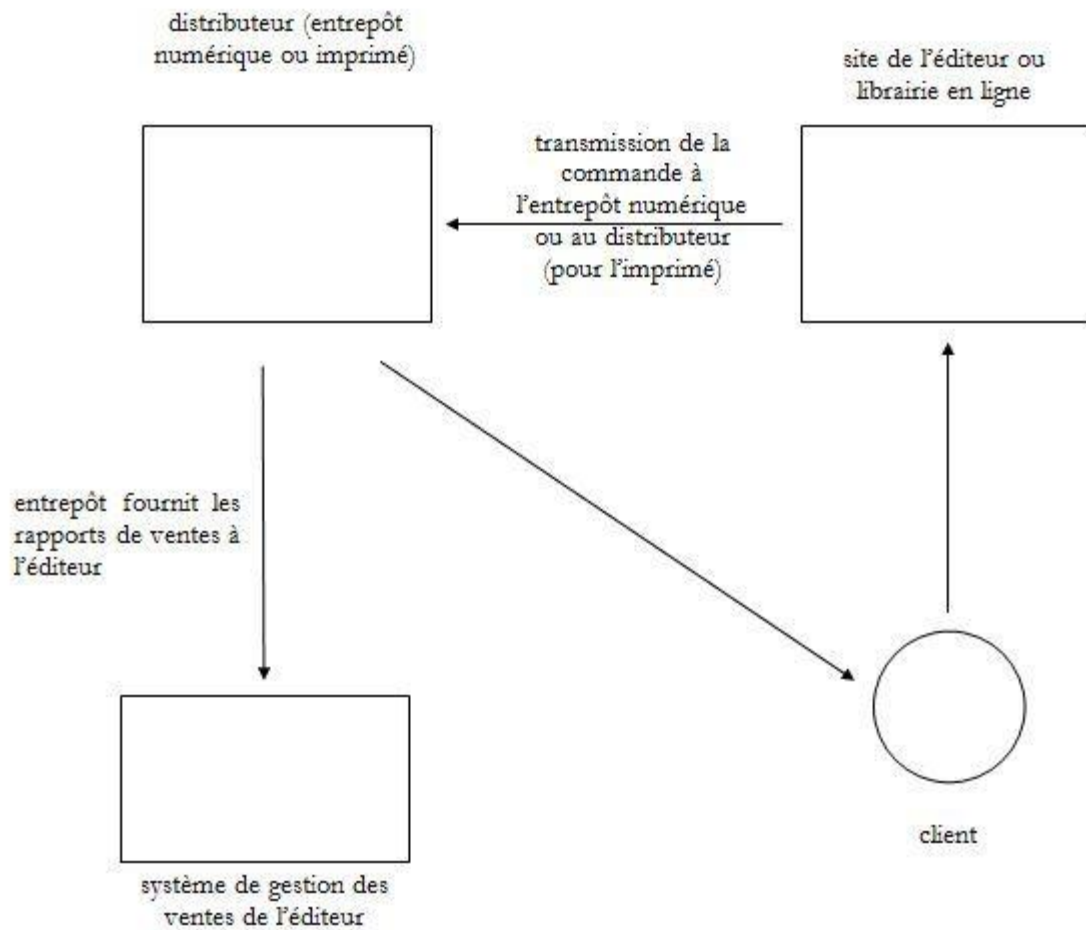 distributeur (entrepôt
numérique ou imprimé)
site de l'éditeur ou
librairie en ligne
transmission de la
commande à
l'entrepôt numérique
ou au distributeur
(pour l'imprimé)
entrepôt fournit les
rapports de ventes à
l'éditeur
client
système de gestion des
ventes de l'éditeur